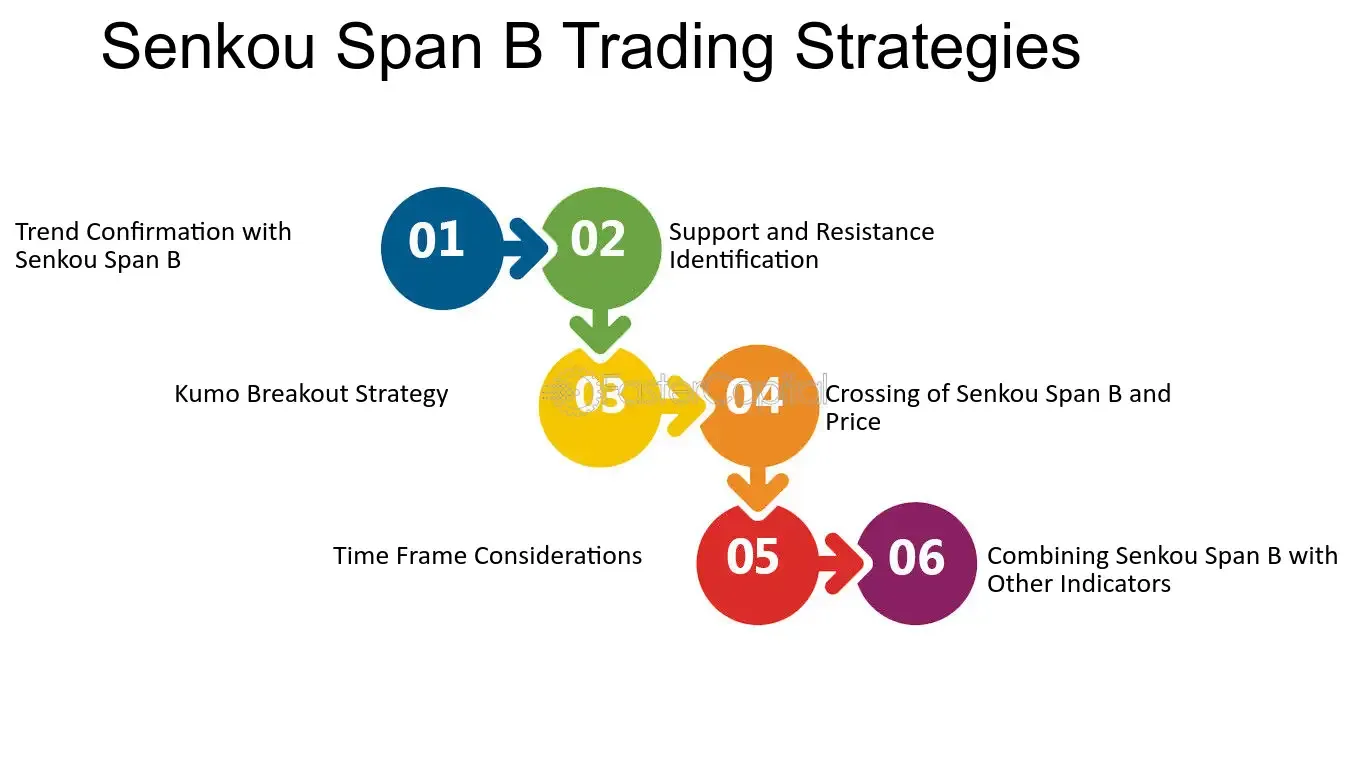 Senkou Span B Trading Strategies
01
02
Trend Confirmation with
Senkou Span B
Support and Resistance
Identification
Kumo Breakout Strategy
03
04
FasterCapital
Crossing of Senkou Span B and
Price
Time Frame Considerations
05
06
Combining Senkou Span B with
Other Indicators